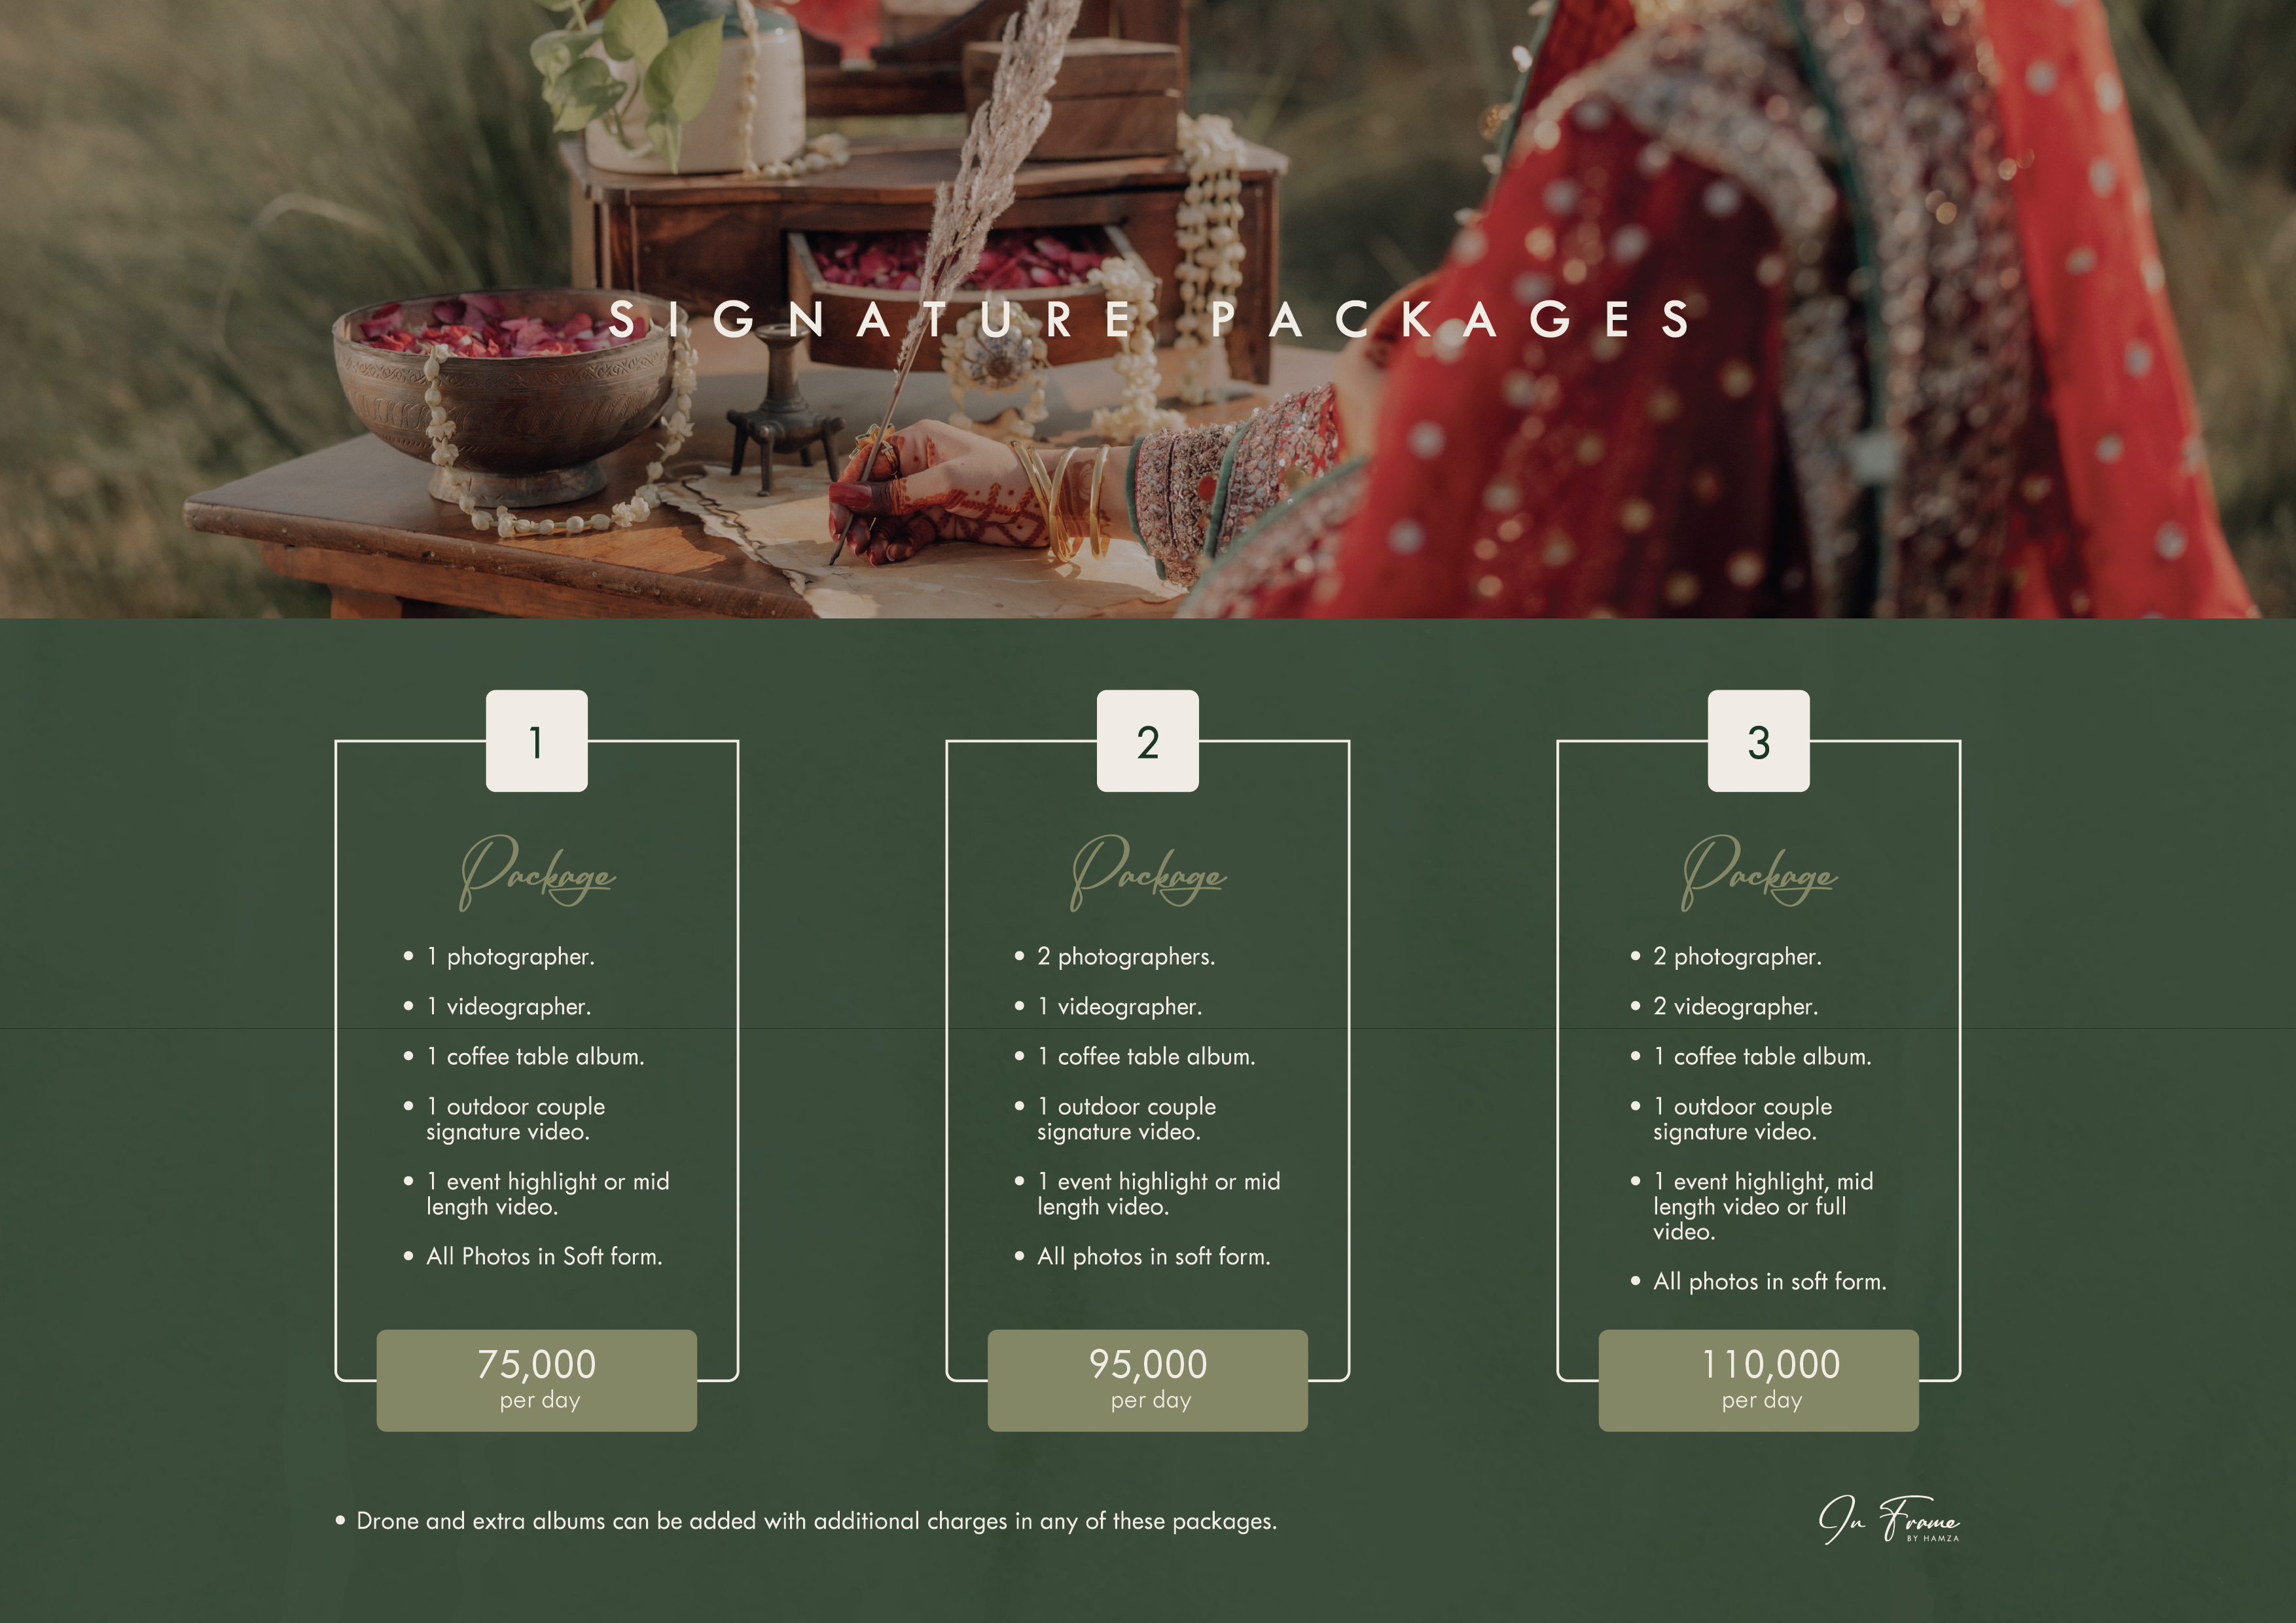 SIGNATURE PACKAGES
1
Package
• 1 photographer.
• 1 videographer.
• 1 coffee table album.
• 1 outdoor couple
signature video.
• 1 event highlight or mid
length video.
• All Photos in Soft form.
75,000
per day
2
Package
• 2 photographers.
• 1 videographer.
• 1 coffee table album.
• 1 outdoor couple
signature video.
• 1 event highlight or mid
length video.
• All photos in soft form.
95,000
per day
3
Package
• 2 photographer.
• 2 videographer.
• 1 coffee table album.
• 1 outdoor couple
signature video.
• 1 event highlight, mid
length video or full
video.
• All photos in soft form.
110,000
per day
• Drone and extra albums can be added with additional charges in any of these packages.
In Frame
BY HAMZA